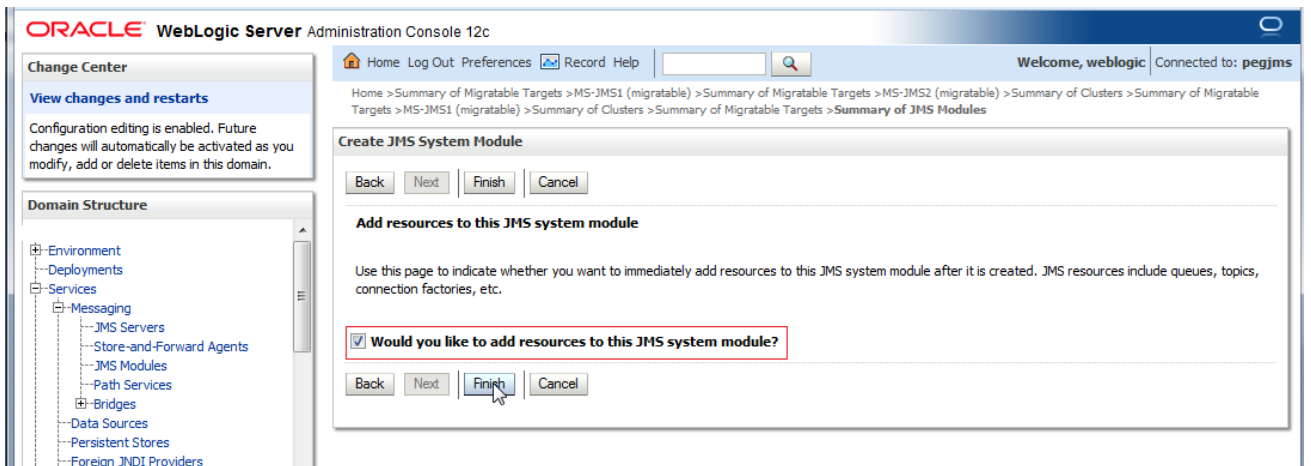 ORACLE WebLogic Server Administration Console 12c
Change Center
View changes and restarts
Configuration editing is enabled. Future
changes will automatically be activated as you
modify, add or delete items in this domain.
Domain Structure
Environment
Deployments
Services
Messaging
JMS Servers
Store-and-Forward Agents
JMS Modules
Path Services
Bridges
Data Sources
Persistent Stores
Foreign JNDI Providers
Home Log Out Preferences Record Help
Welcome, weblogic Connected to: pegjms
Home >Summary of Migratable Targets >MS-JMS1 (migratable) >Summary of Migratable Targets >MS-JMS2 (migratable) >Summary of Clusters >Summary of Migratable
Targets >MS-JMS1 (migratable) >Summary of Clusters >Summary of Migratable Targets >Summary of JMS Modules
Create JMS System Module
Back Next Finish Cancel
Add resources to this JMS system module
Use this page to indicate whether you want to immediately add resources to this JMS system module after it is created. JMS resources include queues, topics,
connection factories, etc.
Would you like to add resources to this JMS system module?
Back Next Finish Cancel